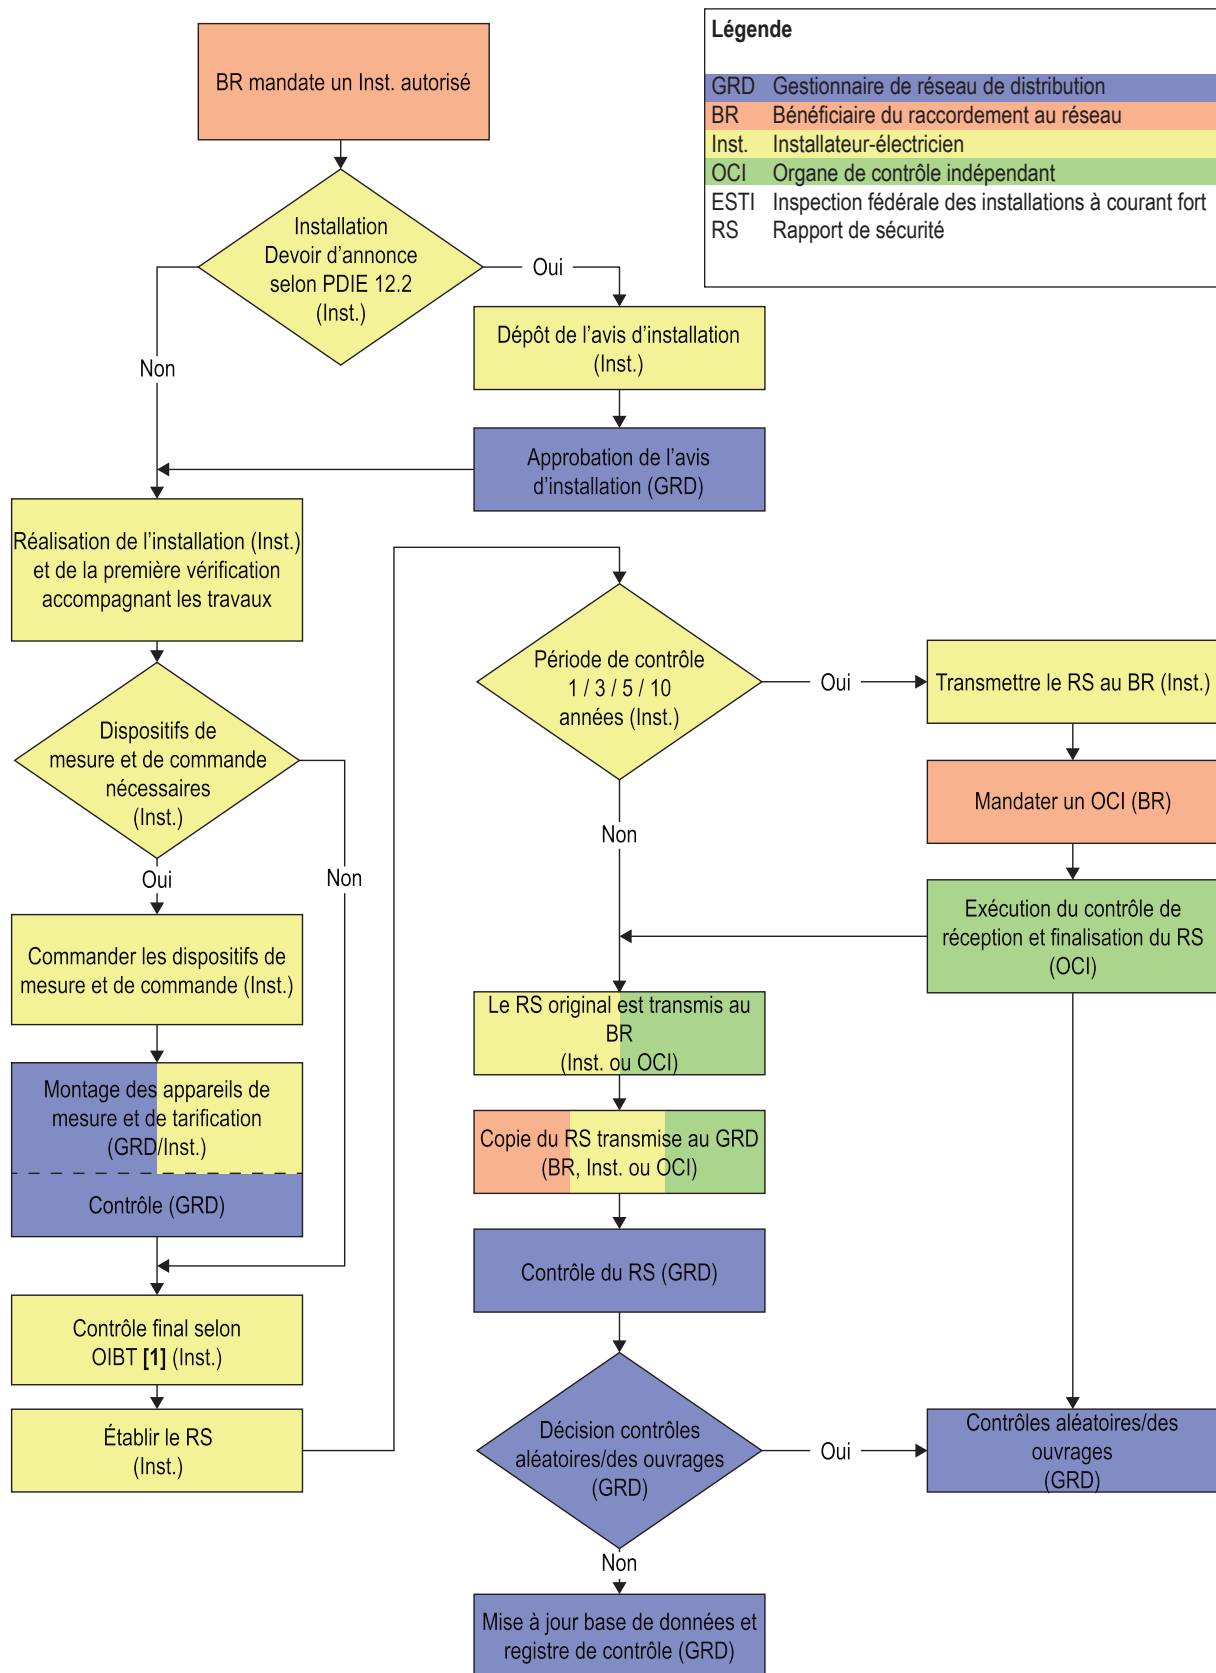 BR mandate un Inst. autorisé
Légende
GRD Gestionnaire de réseau de distribution
BR Bénéficiaire du raccordement au réseau
Inst. Installateur-électricien
OCI Organe de contrôle indépendant
ESTI Inspection fédérale des installations à courant fort
RS Rapport de sécurité
Installation
Devoir d'annonce
selon PDIE 12.2
(Inst.)
Oui
Non
Dépôt de l'avis d'installation
(Inst.)
Approbation de l'avis
d'installation (GRD)
Réalisation de l'installation (Inst.)
et de la première vérification
accompagnant les travaux
Dispositifs de
mesure et de commande
nécessaires
(Inst.)
Oui
Non
Commander les dispositifs de
mesure et de commande (Inst.)
Montage des appareils de
mesure et de tarification
(GRD/Inst.)
Contrôle (GRD)
Contrôle final selon
OIBT [1] (Inst.)
Établir le RS
(Inst.)
Période de contrôle
1 / 3 / 5 / 10
années (Inst.)
Oui
Non
Transmettre le RS au BR (Inst.)
Mandater un OCI (BR)
Exécution du contrôle de
réception et finalisation du RS
(OCI)
Le RS original est transmis au
BR
(Inst. ou OCI)
Copie du RS transmise au GRD
(BR, Inst. ou OCI)
Contrôle du RS (GRD)
Décision contrôles
aléatoires/des ouvrages
(GRD)
Oui
Contrôles aléatoires/des
ouvrages
(GRD)
Non
Mise à jour base de données et
registre de contrôle (GRD)